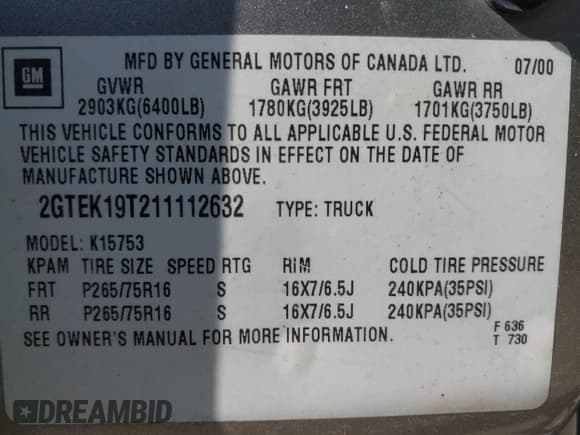 GM
MFD BY GENERAL MOTORS OF CANADA LTD. 07/00
GVWR GAWR FRT GAWR RR
2903KG(6400LB) 1780KG(3925LB) 1701KG(3750LB)
THIS VEHICLE CONFORMS TO ALL APPLICABLE U.S. FEDERAL MOTOR
VEHICLE SAFETY STANDARDS IN EFFECT ON THE DATE OF
MANUFACTURE SHOWN ABOVE.
2GTEK19T211112632 TYPE: TRUCK
MODEL: K15753
KPAM TIRE SIZE SPEED RTG RIM COLD TIRE PRESSURE
FRT P265/75R16 S 16X7/6.5J 240KPA(35PSI)
RR P265/75R16 S 16X7/6.5J 240KPA(35PSI)
SEE OWNER'S MANUAL FOR MORE INFORMATION.
F 636
T 730
DREAMBID